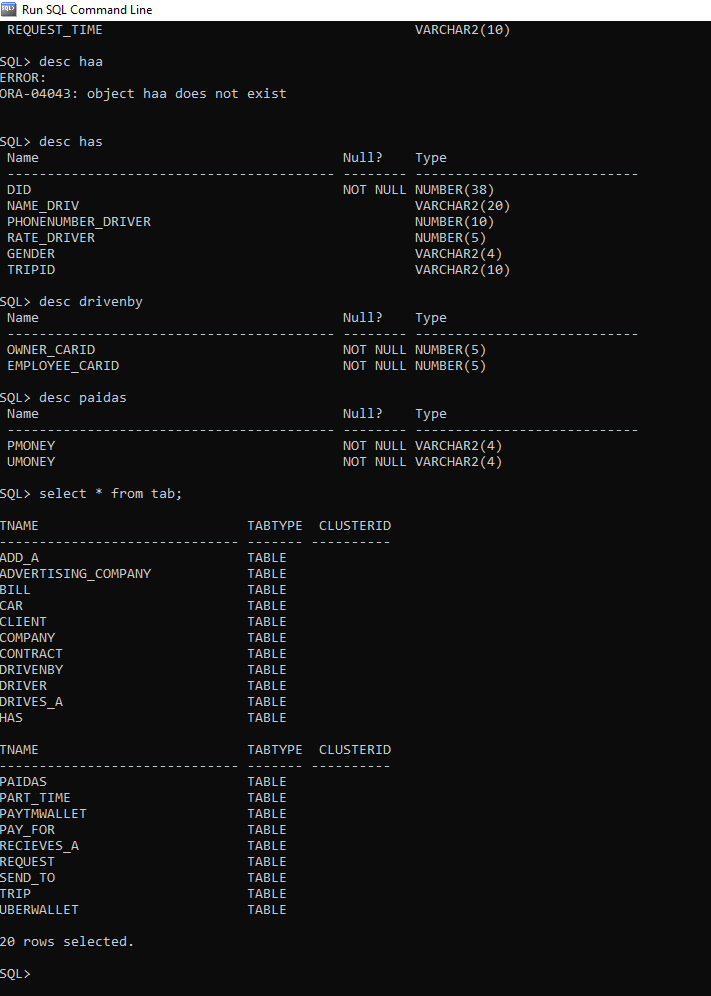 Run SQL Command Line
REQUEST_TIME VARCHAR2(10)
SQL> desc haa
ERROR:
ORA-04043: object haa does not exist
SQL> desc has
Name Null? Type
----------------------------------------- -------- ----------------------------
DID NOT NULL NUMBER(38)
NAME_DRIV VARCHAR2(20)
PHONENUMBER_DRIVER NUMBER(10)
RATE_DRIVER NUMBER(5)
GENDER VARCHAR2(4)
TRIPID VARCHAR2(10)
SQL> desc drivenby
Name Null? Type
----------------------------------------- -------- ----------------------------
OWNER_CARID NOT NULL NUMBER(5)
EMPLOYEE_CARID NOT NULL NUMBER(5)
SQL> desc paidas
Name Null? Type
----------------------------------------- -------- ----------------------------
PMONEY NOT NULL VARCHAR2(4)
UMONEY NOT NULL VARCHAR2(4)
SQL> select * from tab;
TNAME TABTYPE CLUSTERID
------------------------------ ------- ----------
ADD_A TABLE
ADVERTISING_COMPANY TABLE
BILL TABLE
CAR TABLE
CLIENT TABLE
COMPANY TABLE
CONTRACT TABLE
DRIVENBY TABLE
DRIVER TABLE
DRIVES_A TABLE
HAS TABLE
TNAME TABTYPE CLUSTERID
------------------------------ ------- ----------
PAIDAS TABLE
PART_TIME TABLE
PAYTMWALLET TABLE
PAY_FOR TABLE
RECIEVES_A TABLE
REQUEST TABLE
SEND_TO TABLE
TRIP TABLE
UBERWALLET TABLE
20 rows selected.
SQL>